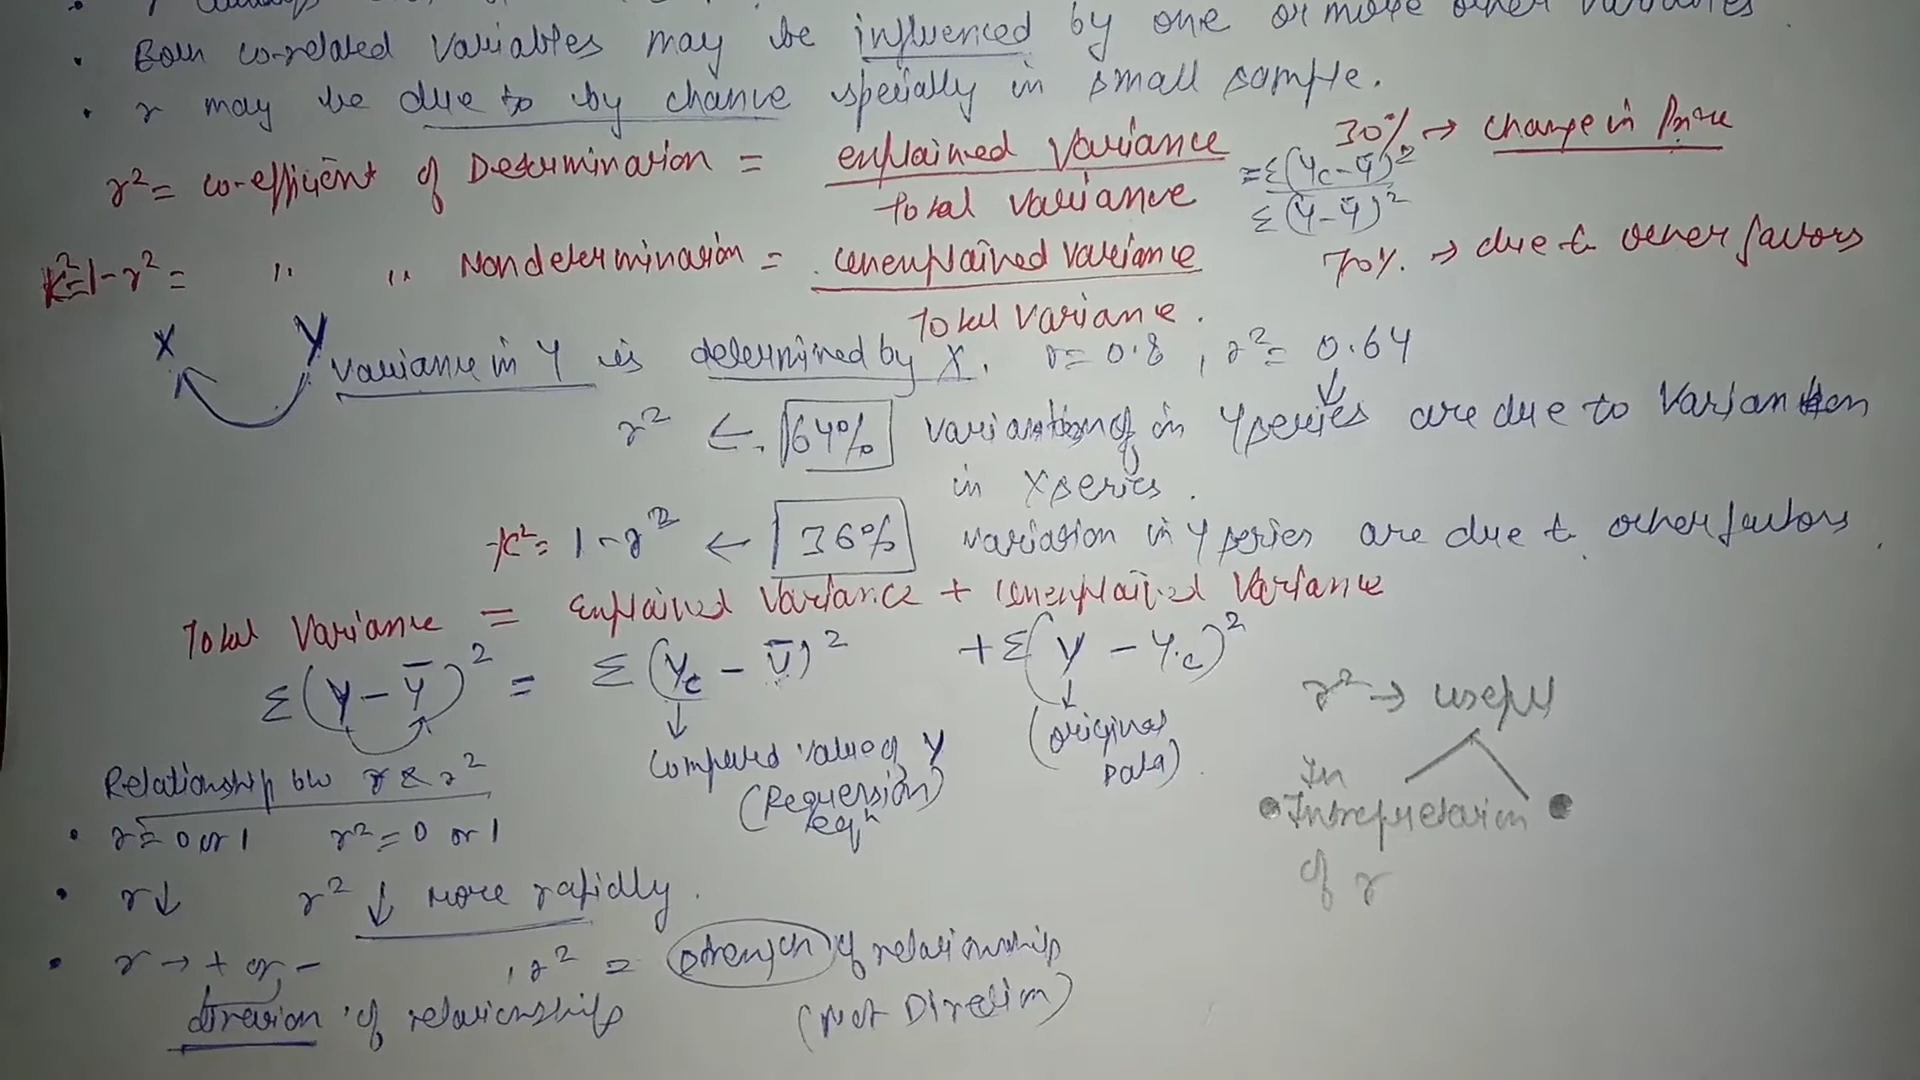 • Both co-related variables may be influenced by one or more other variables
• r may be due to by chance specially in small sample.
r² = co-efficient of Determination = explained Variance / Total Variance = Σ(Yc-Ȳ)² / Σ(Y-Ȳ)²
30% → change in Price
K²=1-r² = " " Nondetermination = unexplained variance / Total Variance.
70% → due to other factors
X Y
Variance in Y is determined by X. r = 0.8, r² = 0.64
r² ← 64% variation in Y series are due to Variation
in X series.
K² = 1-r² ← 36% variation in Y series are due to other factors
Total Variance = Explained Variance + Unexplained Variance
Σ(Y-Ȳ)² = Σ(Yc-Ȳ)² + Σ(Y-Yc)²
Computed value of Y
(Regression
eqn)
(original
Data)
r² → useful
In
• Interpretation •
of r
Relationship b/w r & r²
• r = 0 or 1 r² = 0 or 1
• r↓ r² ↓ more rapidly.
• r → + or - , r² = strength of relationship
direction of relationship (Not Direction)